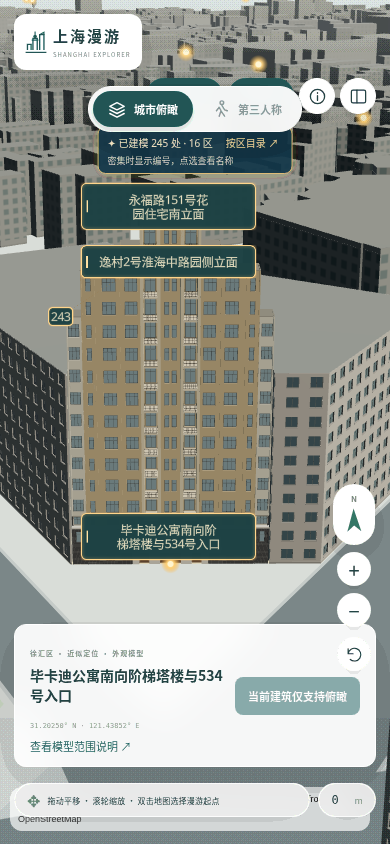 上海漫游
SHANGHAI EXPLORER
城市俯瞰
第三人称
✦ 已建模 245 处 · 16 区 按区目录 ↗
密集时显示编号，点选查看名称
永福路151号花
园住宅南立面
逸村2号淮海中路园侧立面
243
毕卡迪公寓南向阶
梯塔楼与534号入口
N
+
−
徐汇区 · 近似定位 · 外观模型
毕卡迪公寓南向阶梯塔楼与534
号入口
当前建筑仅支持俯瞰
31.20250° N · 121.43852° E
查看模型范围说明 ↗
拖动平移 · 滚轮缩放 · 双击地图选择漫游起点
0 m
OpenStreetMap